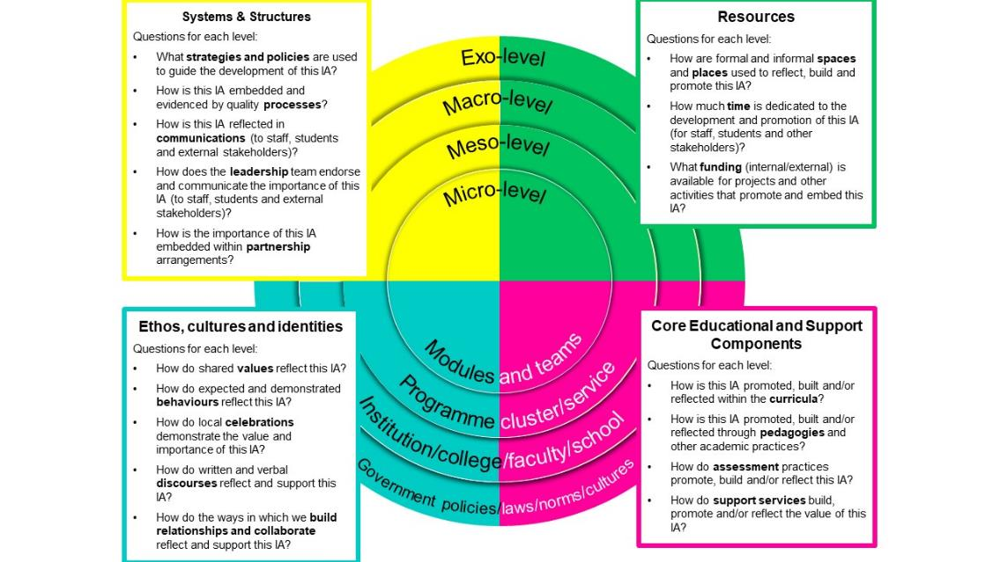 Systems & Structures
Questions for each level:
• What strategies and policies are used
to guide the development of this IA?
• How is this IA embedded and
evidenced by quality processes?
• How is this IA reflected in
communications (to staff, students
and external stakeholders)?
• How does the leadership team endorse
and communicate the importance of this
IA (to staff, students and external
stakeholders)?
• How is the importance of this IA
embedded within partnership
arrangements?
Resources
Questions for each level:
• How are formal and informal spaces
and places used to reflect, build and
promote this IA?
• How much time is dedicated to the
development and promotion of this IA
(for staff, students and other
stakeholders)?
• What funding (internal/external) is
available for projects and other
activities that promote and embed this
IA?
Exo-level
Macro-level
Meso-level
Micro-level
Modules and teams
Programme cluster/service
Institution/college/faculty/school
Government policies/laws/norms/cultures
Ethos, cultures and identities
Questions for each level:
• How do shared values reflect this IA?
• How do expected and demonstrated
behaviours reflect this IA?
• How do local celebrations
demonstrate the value and
importance of this IA?
• How do written and verbal
discourses reflect and support this
IA?
• How do the ways in which we build
relationships and collaborate
reflect and support this IA?
Core Educational and Support
Components
Questions for each level:
• How is this IA promoted, built and/or
reflected within the curricula?
• How is this IA promoted, built and/or
reflected through pedagogies and
other academic practices?
• How do assessment practices
promote, build and/or reflect this IA?
• How do support services build,
promote and/or reflect the value of this
IA?